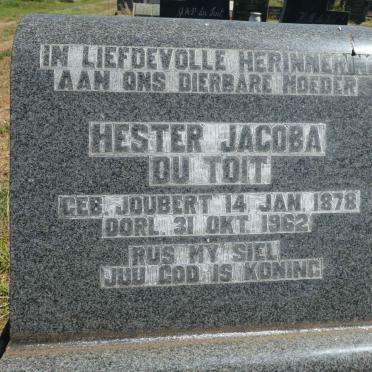 IN LIEFDEVOLLE HERINNERING
AAN ONS DIERBARE MOEDER
HESTER JACOBA
DU TOIT
GEB. JOUBERT 14 JAN. 1878
OORL. 31 OKT. 1962
RUS MY SIEL
JOU GOD IS KONING